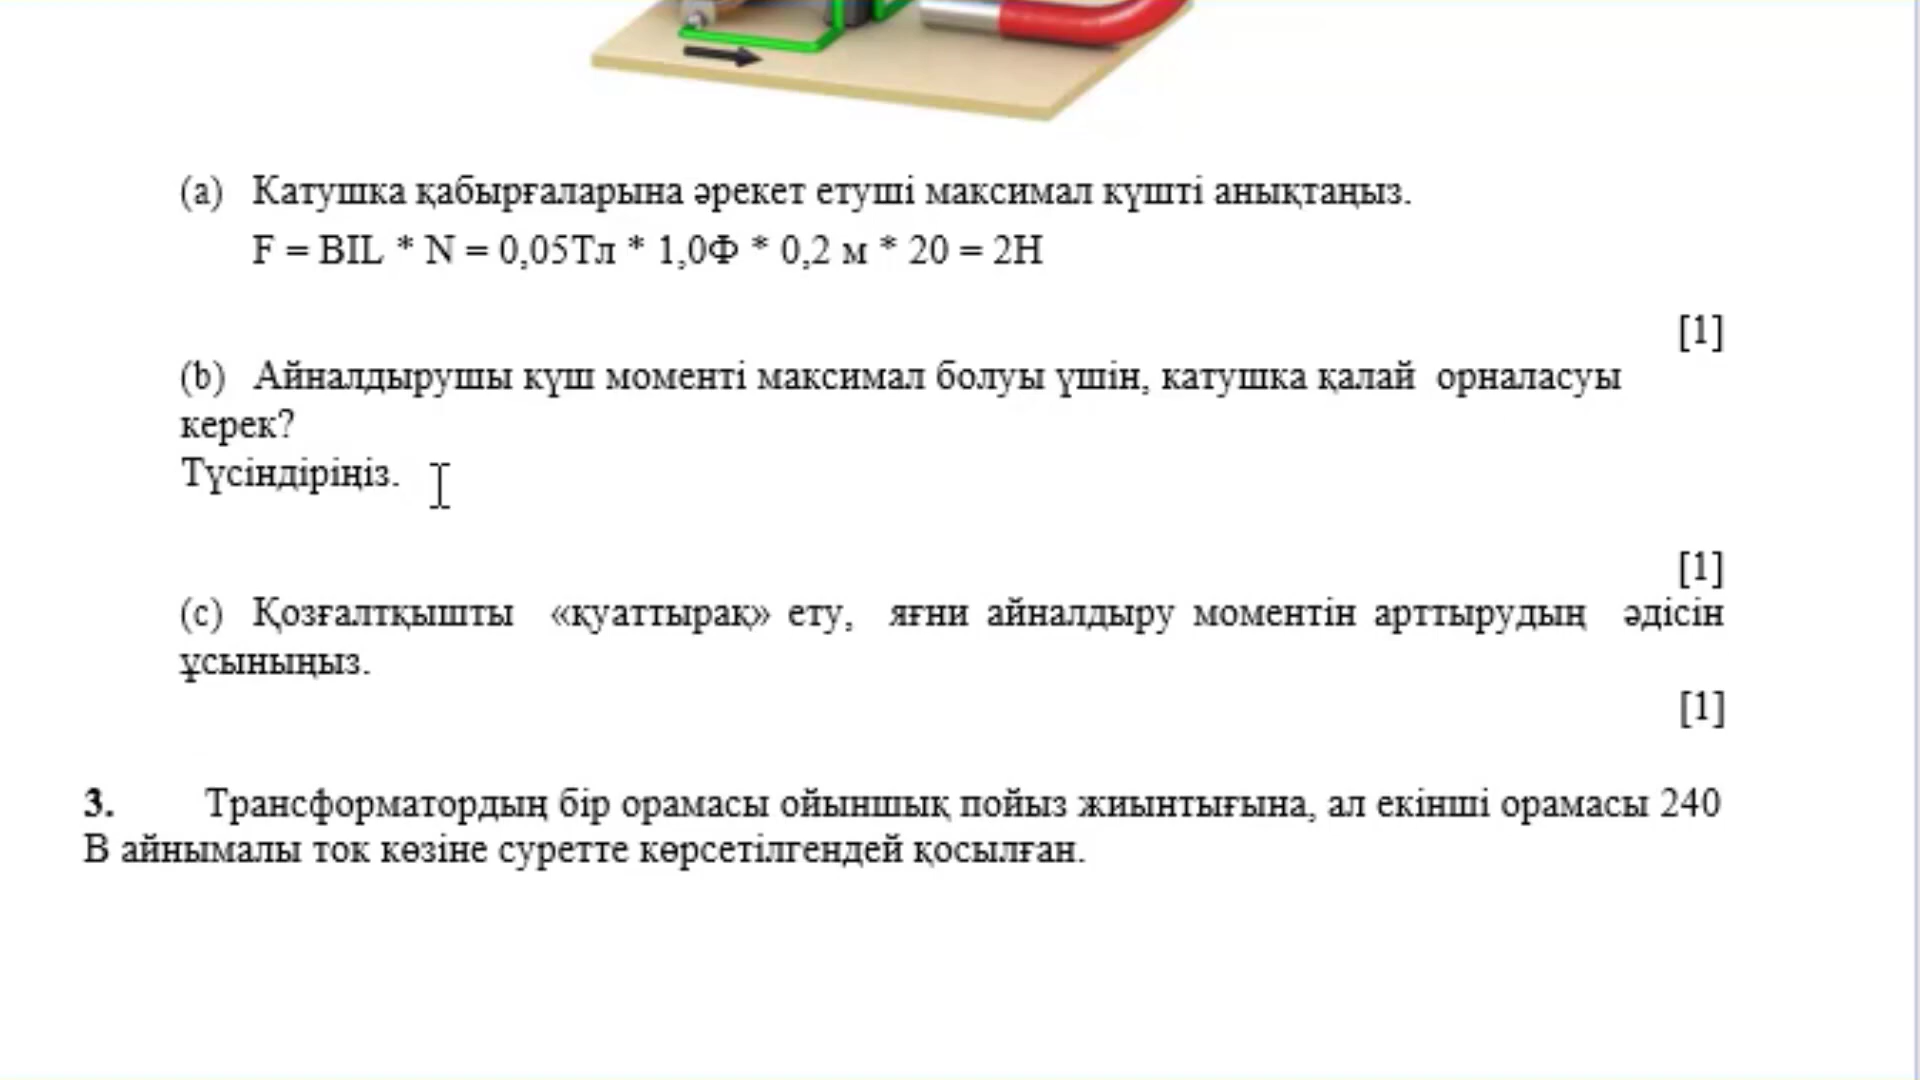 (a) Катушка қабырғаларына әрекет етуші максимал күшті анықтаңыз.
F = BIL * N = 0,05Тл * 1,0Ф * 0,2 м * 20 = 2Н
[1]
(b) Айналдырушы күш моменті максимал болуы үшін, катушка қалай орналасуы
керек?
Түсіндіріңіз.
[1]
(c) Қозғалтқышты «қуаттырақ» ету, яғни айналдыру моментін арттырудың әдісін
ұсыныңыз.
[1]
3. Трансформатордың бір орамасы ойыншық пойыз жиынтығына, ал екінші орамасы 240
В айнымалы ток көзіне суретте көрсетілгендей қосылған.